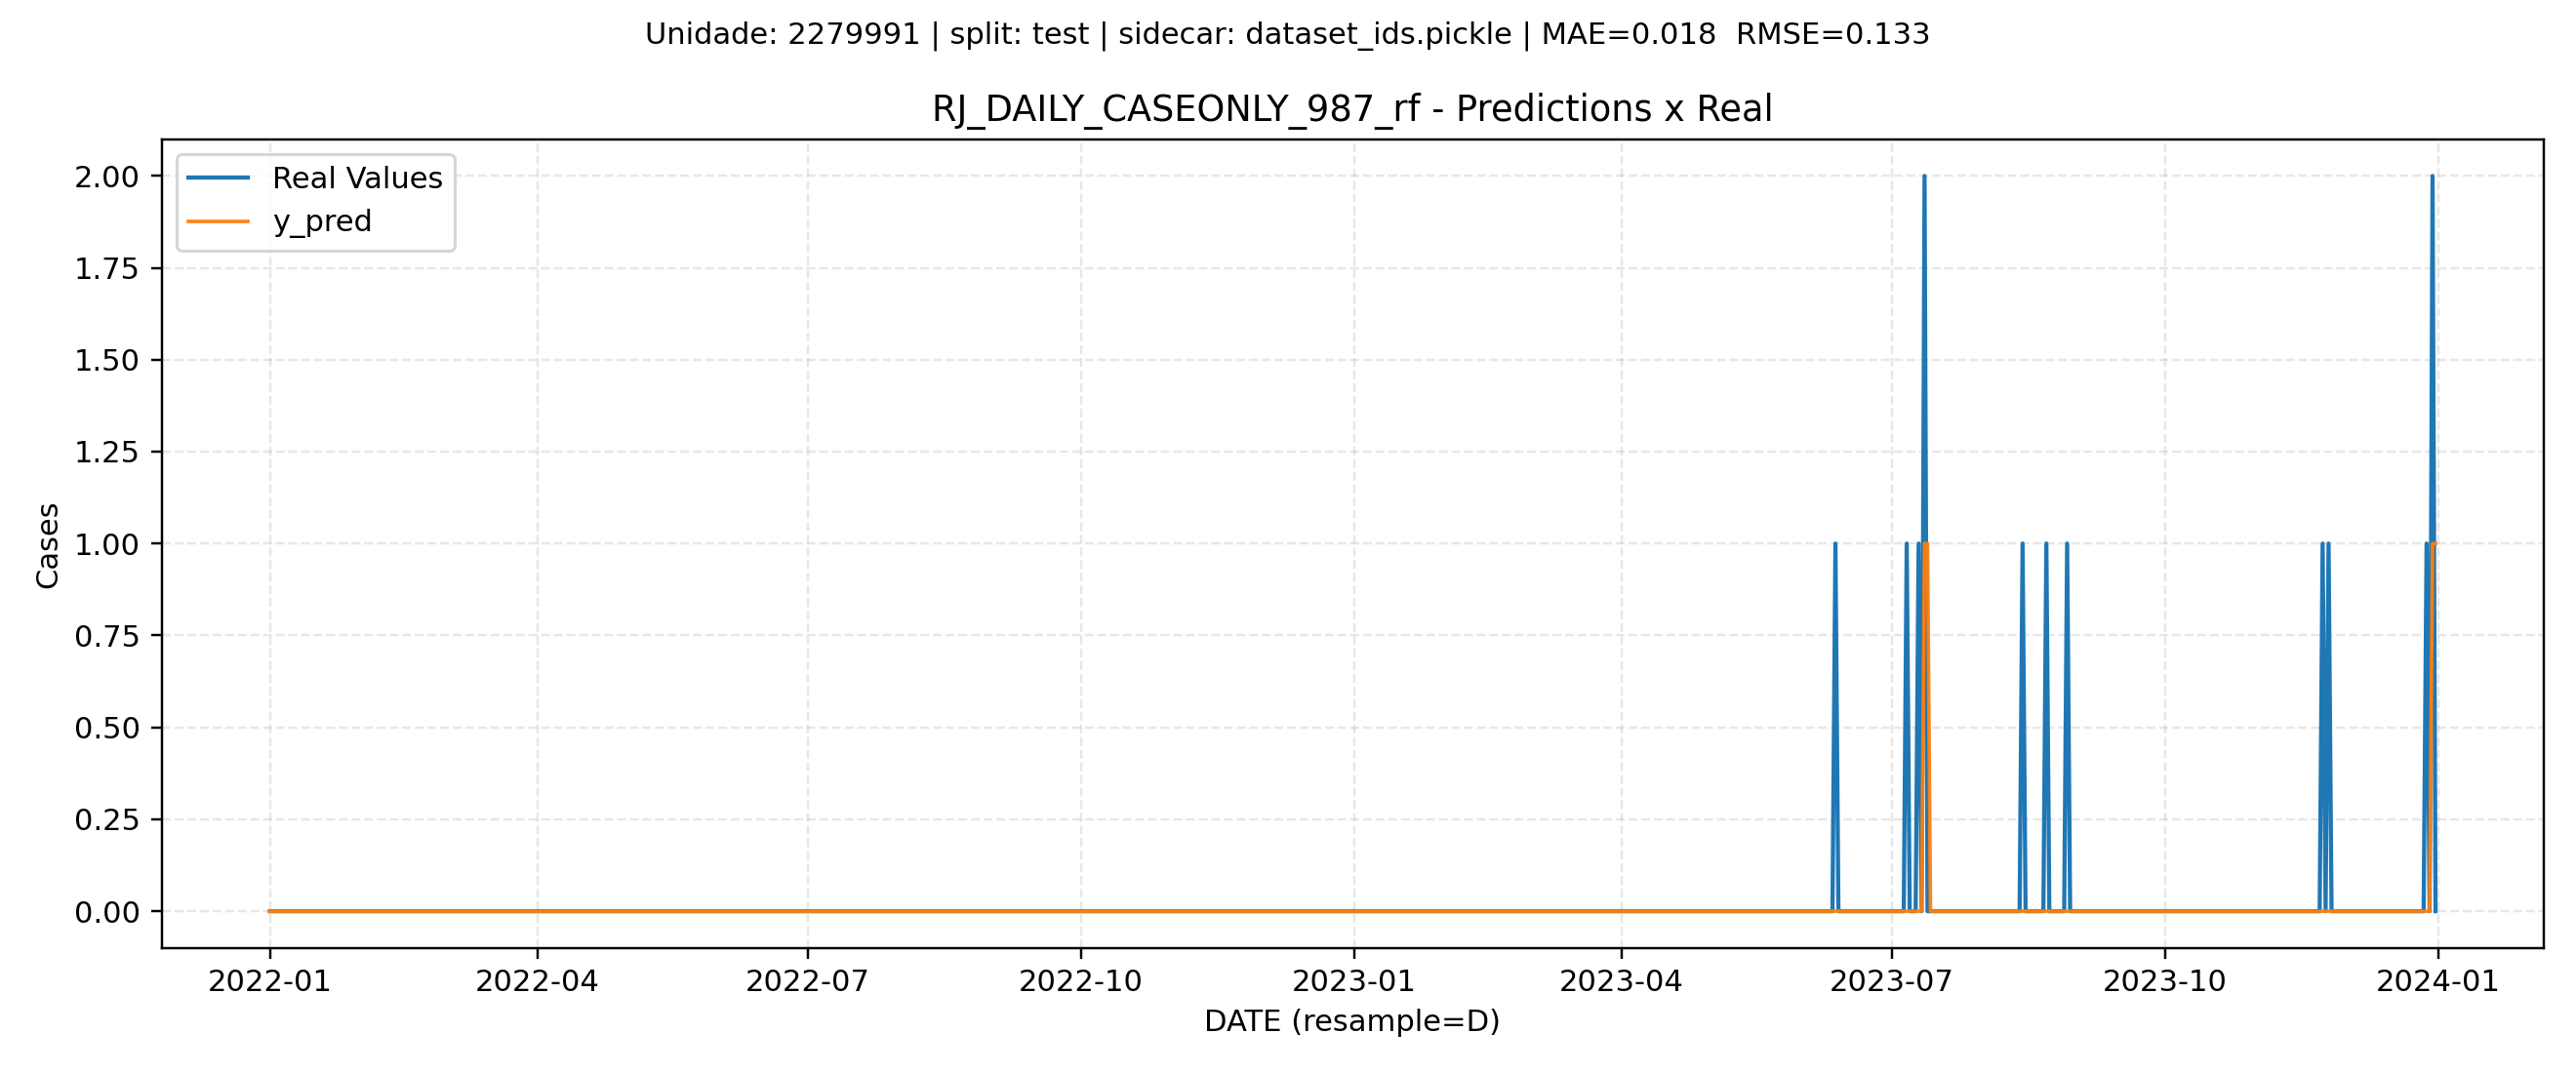 Unidade: 2279991 | split: test | sidecar: dataset_ids.pickle | MAE=0.018  RMSE=0.133
RJ_DAILY_CASEONLY_987_rf - Predictions x Real
Real Values
y_pred
2.00
1.75
1.50
1.25
1.00
0.75
0.50
0.25
0.00
Cases
2022-01 2022-04 2022-07 2022-10 2023-01 2023-04 2023-07 2023-10 2024-01
DATE (resample=D)